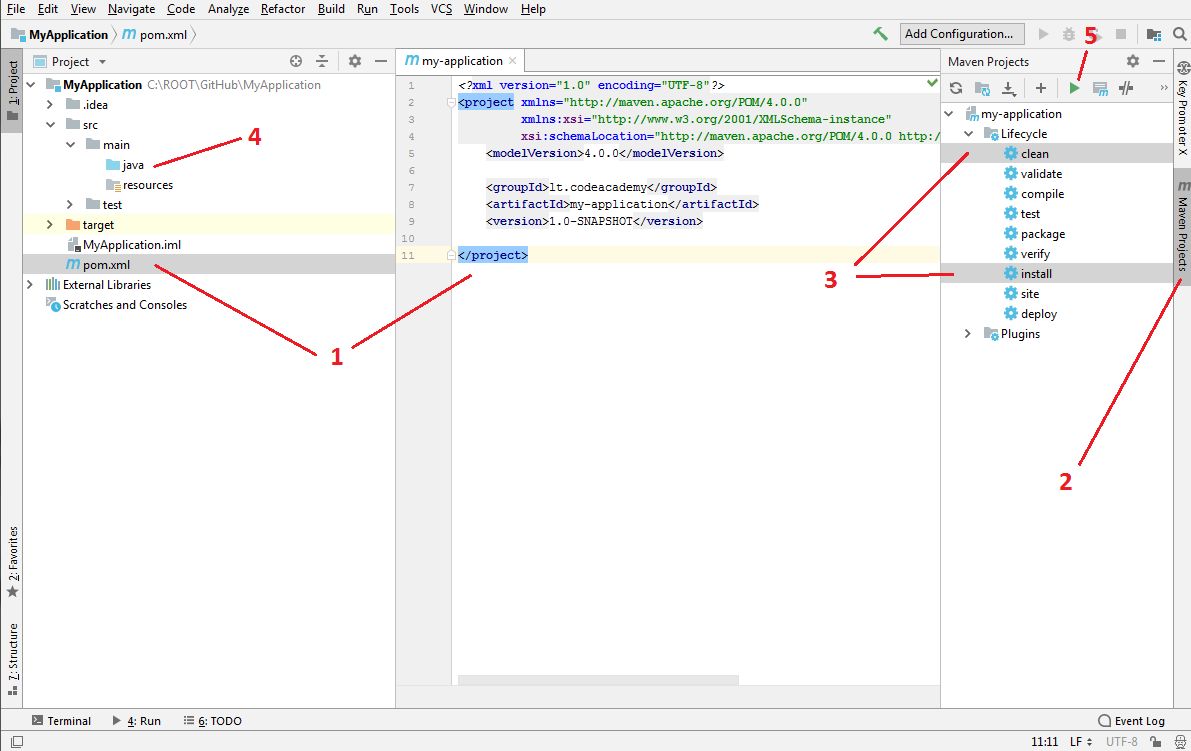 File Edit View Navigate Code Analyze Refactor Build Run Tools VCS Window Help
MyApplication m pom.xml
Add Configuration...
5
1: Project
Project
MyApplication C:\ROOT\GitHub\MyApplication
.idea
src
main
java
resources
test
target
MyApplication.iml
m pom.xml
External Libraries
Scratches and Consoles
4
1
m my-application
1 <?xml version="1.0" encoding="UTF-8"?>
2 <project xmlns="http://maven.apache.org/POM/4.0.0"
3 xmlns:xsi="http://www.w3.org/2001/XMLSchema-instance"
4 xsi:schemaLocation="http://maven.apache.org/POM/4.0.0 http:/
5 <modelVersion>4.0.0</modelVersion>
6
7 <groupId>lt.codeacademy</groupId>
8 <artifactId>my-application</artifactId>
9 <version>1.0-SNAPSHOT</version>
10
11 </project>
Maven Projects
my-application
Lifecycle
clean
validate
compile
test
package
verify
install
site
deploy
Plugins
3
2
Key Promoter X
m Maven Projects
2: Favorites
7: Structure
Terminal 4: Run 6: TODO Event Log
11:11 LF UTF-8